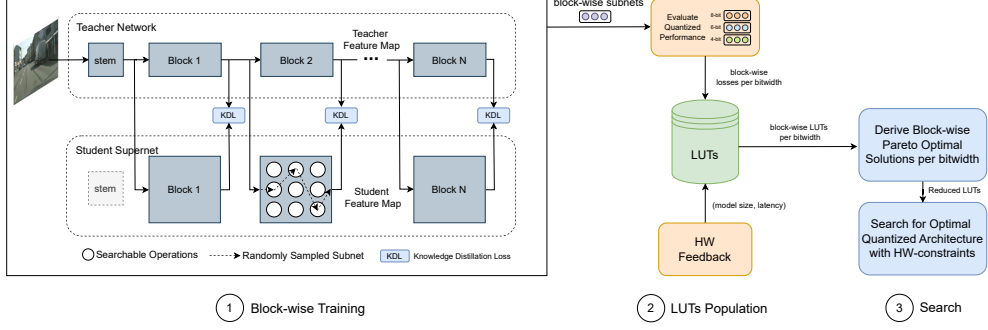 Teacher Network
stem
Block 1
Block 2
Teacher
Feature Map
...
Block N
KDL
KDL
KDL
Student Supernet
stem
Block 1
Student
Feature Map
Block N
Searchable Operations
Randomly Sampled Subnet
KDL
Knowledge Distillation Loss
1
Block-wise Training
block-wise subnets
Evaluate
Quantized
Performance
8-bit
6-bit
4-bit
block-wise
losses per bitwidth
LUTs
block-wise LUTs
per bitwidth
(model size, latency)
HW
Feedback
2
LUTs Population
Derive Block-wise
Pareto Optimal
Solutions per bitwidth
Reduced LUTs
Search for Optimal
Quantized Architecture
with HW-constraints
3
Search